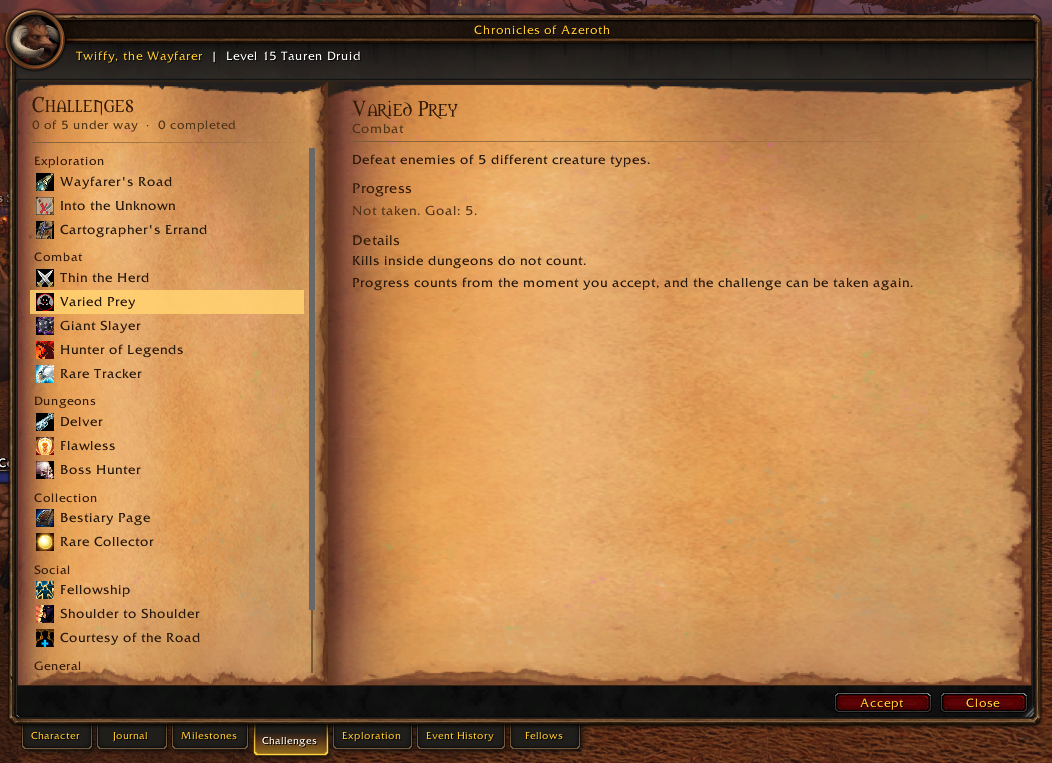 Chronicles of Azeroth
Twiffy, the Wayfarer | Level 15 Tauren Druid
Challenges
0 of 5 under way · 0 completed
Exploration
Wayfarer's Road
Into the Unknown
Cartographer's Errand
Combat
Thin the Herd
Varied Prey
Giant Slayer
Hunter of Legends
Rare Tracker
Dungeons
Delver
Flawless
Boss Hunter
Collection
Bestiary Page
Rare Collector
Social
Fellowship
Shoulder to Shoulder
Courtesy of the Road
General
Varied Prey
Combat
Defeat enemies of 5 different creature types.
Progress
Not taken. Goal: 5.
Details
Kills inside dungeons do not count.
Progress counts from the moment you accept, and the challenge can be taken again.
Accept
Close
Character
Journal
Milestones
Challenges
Exploration
Event History
Fellows